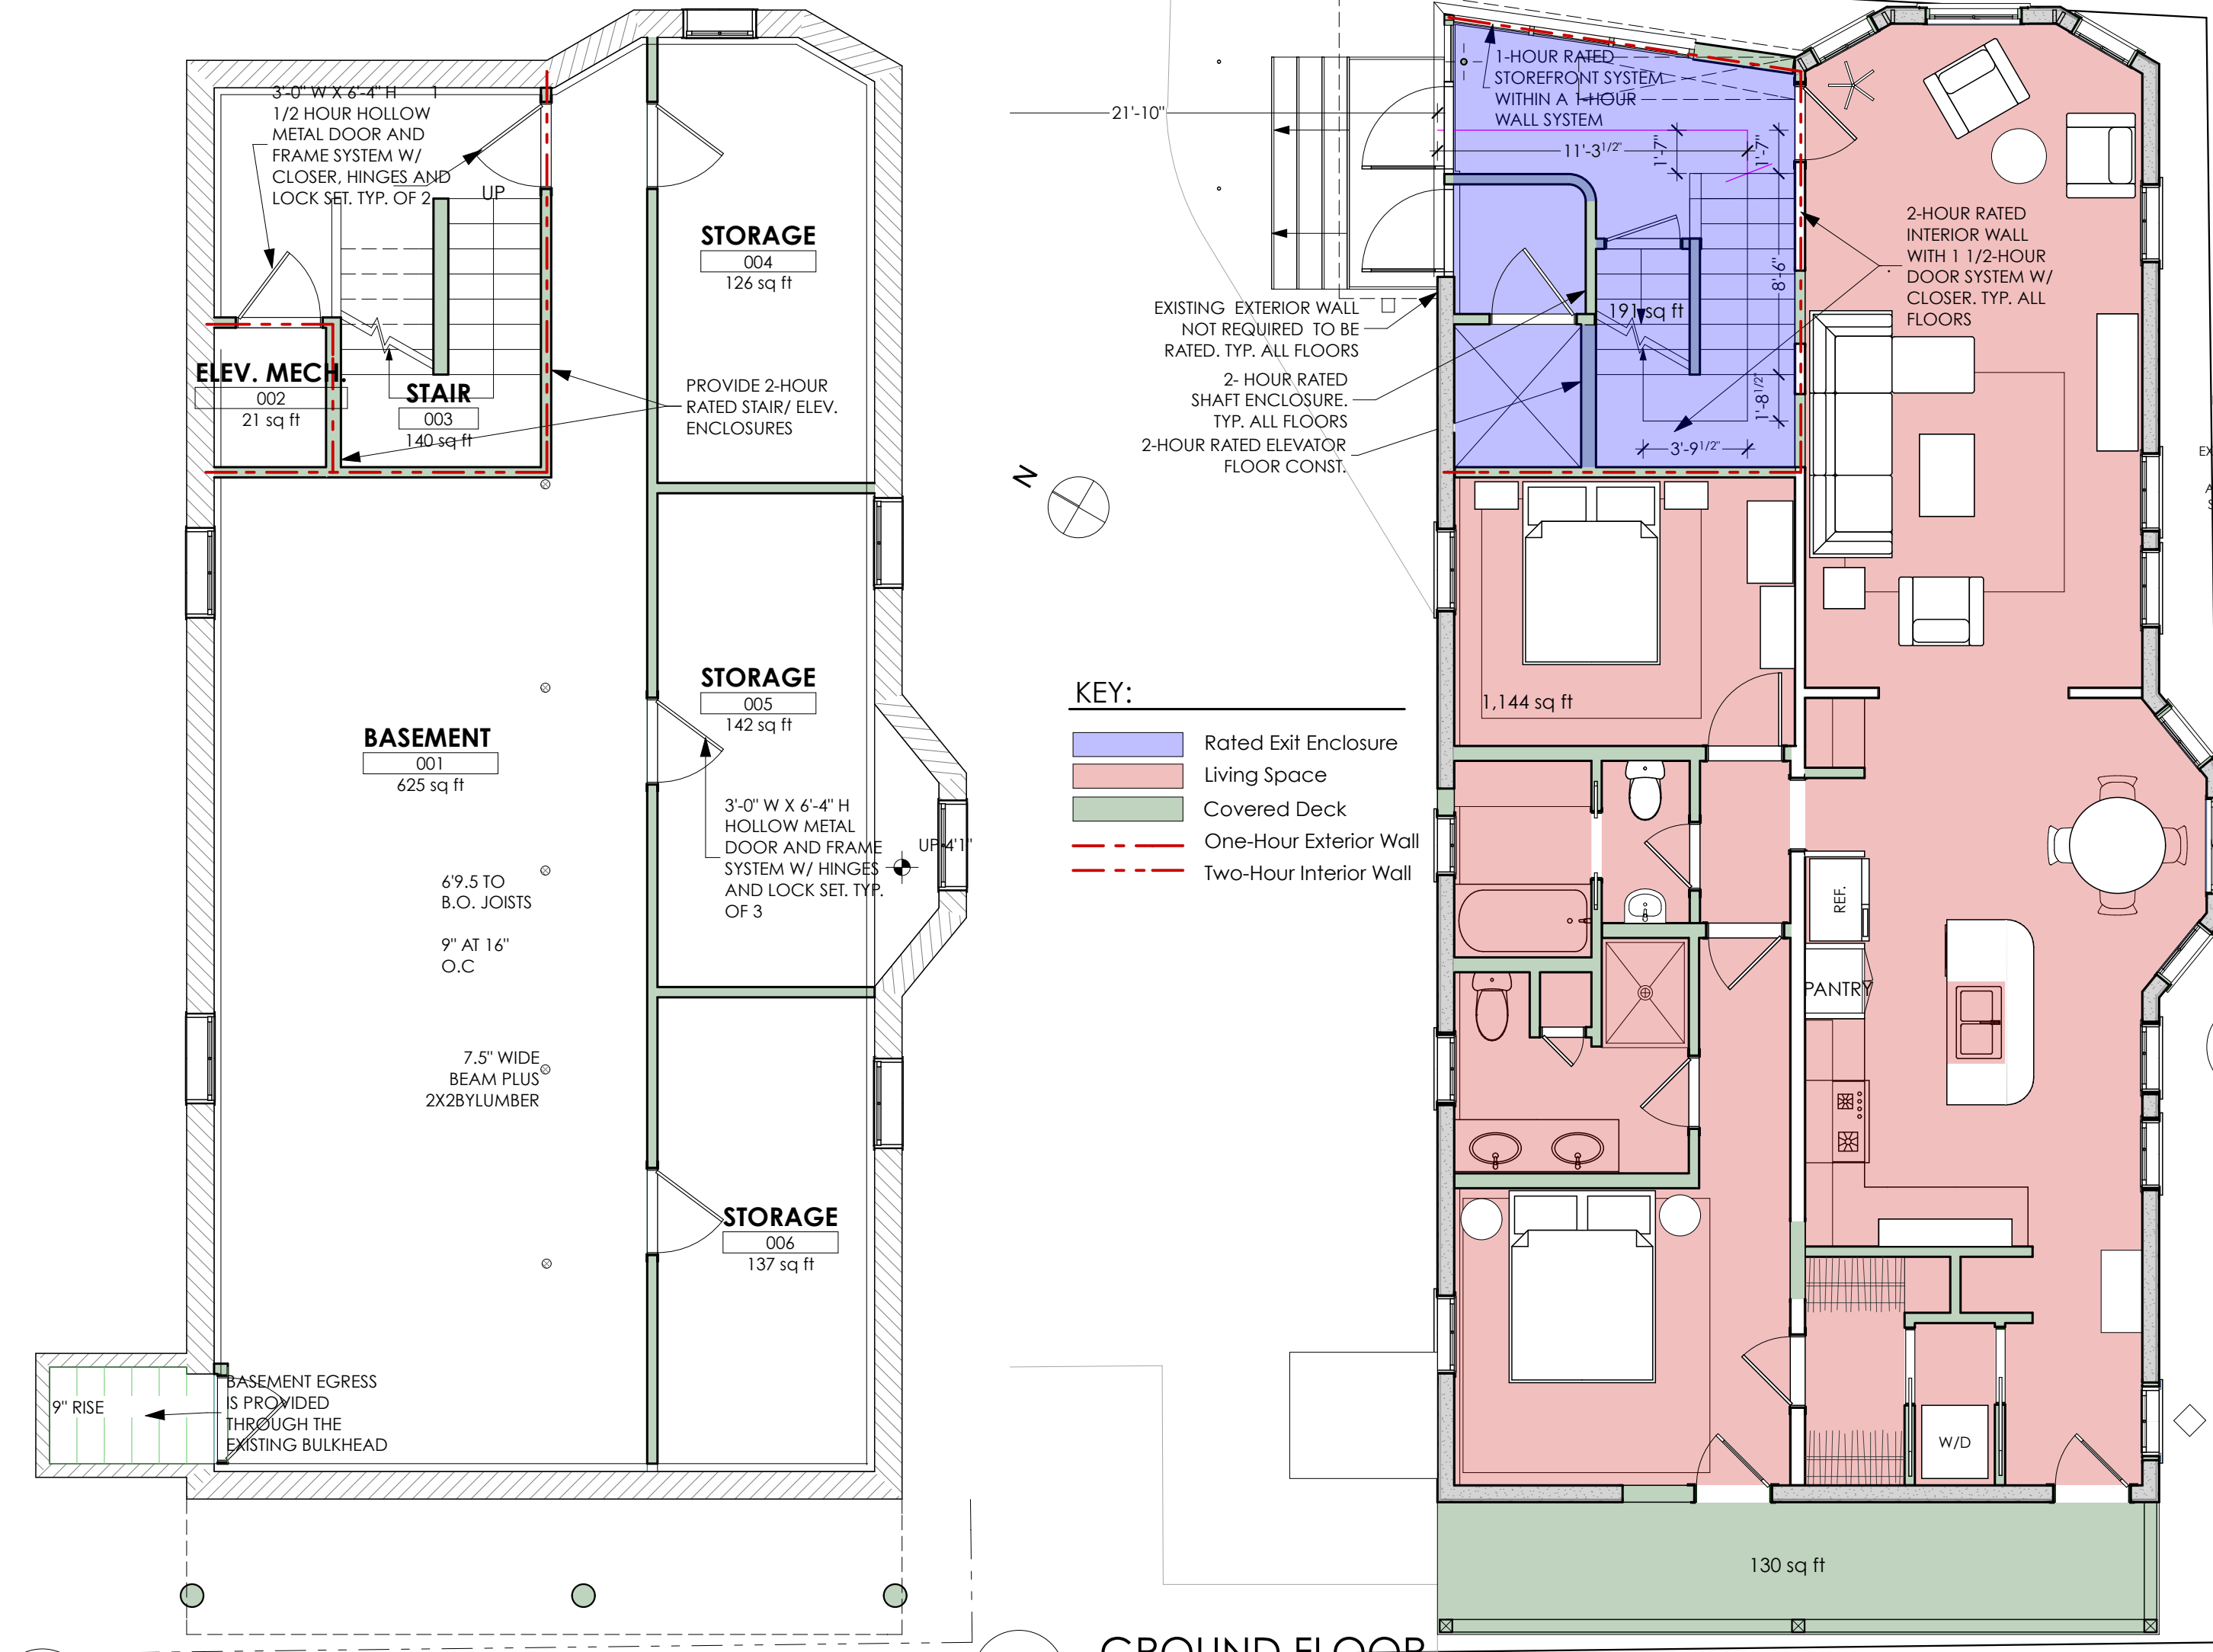 3'-0" W X 6'-4" H
1
1/2 HOUR HOLLOW
METAL DOOR AND
FRAME SYSTEM W/
CLOSER, HINGES AND
LOCK SET. TYP. OF 2
UP
ELEV. MECH.
002
21 sq ft
STAIR
003
140 sq ft
STORAGE
004
126 sq ft
PROVIDE 2-HOUR
RATED STAIR/ ELEV.
ENCLOSURES
STORAGE
005
142 sq ft
BASEMENT
001
625 sq ft
3'-0" W X 6'-4" H
HOLLOW METAL
DOOR AND FRAME
SYSTEM W/ HINGES
AND LOCK SET. TYP.
OF 3
UP 4'1"
6'9.5 TO
B.O. JOISTS
9" AT 16"
O.C
7.5" WIDE
BEAM PLUS
2X2BYLUMBER
STORAGE
006
137 sq ft
9" RISE
BASEMENT EGRESS
IS PROVIDED
THROUGH THE
EXISTING BULKHEAD
N
KEY:
Rated Exit Enclosure
Living Space
Covered Deck
One-Hour Exterior Wall
Two-Hour Interior Wall
21'-10"
1-HOUR RATED
STOREFRONT SYSTEM
WITHIN A 1-HOUR
WALL SYSTEM
11'-3 1/2"
1'-7"
1'-7"
8'-6"
1'-8 1/2"
3'-9 1/2"
191 sq ft
EXISTING EXTERIOR WALL
NOT REQUIRED TO BE
RATED. TYP. ALL FLOORS
2- HOUR RATED
SHAFT ENCLOSURE.
TYP. ALL FLOORS
2-HOUR RATED ELEVATOR
FLOOR CONST.
2-HOUR RATED
INTERIOR WALL
WITH 1 1/2-HOUR
DOOR SYSTEM W/
CLOSER. TYP. ALL
FLOORS
EX
1,144 sq ft
REF.
PANTRY
W/D
130 sq ft
GROUND FLOOR